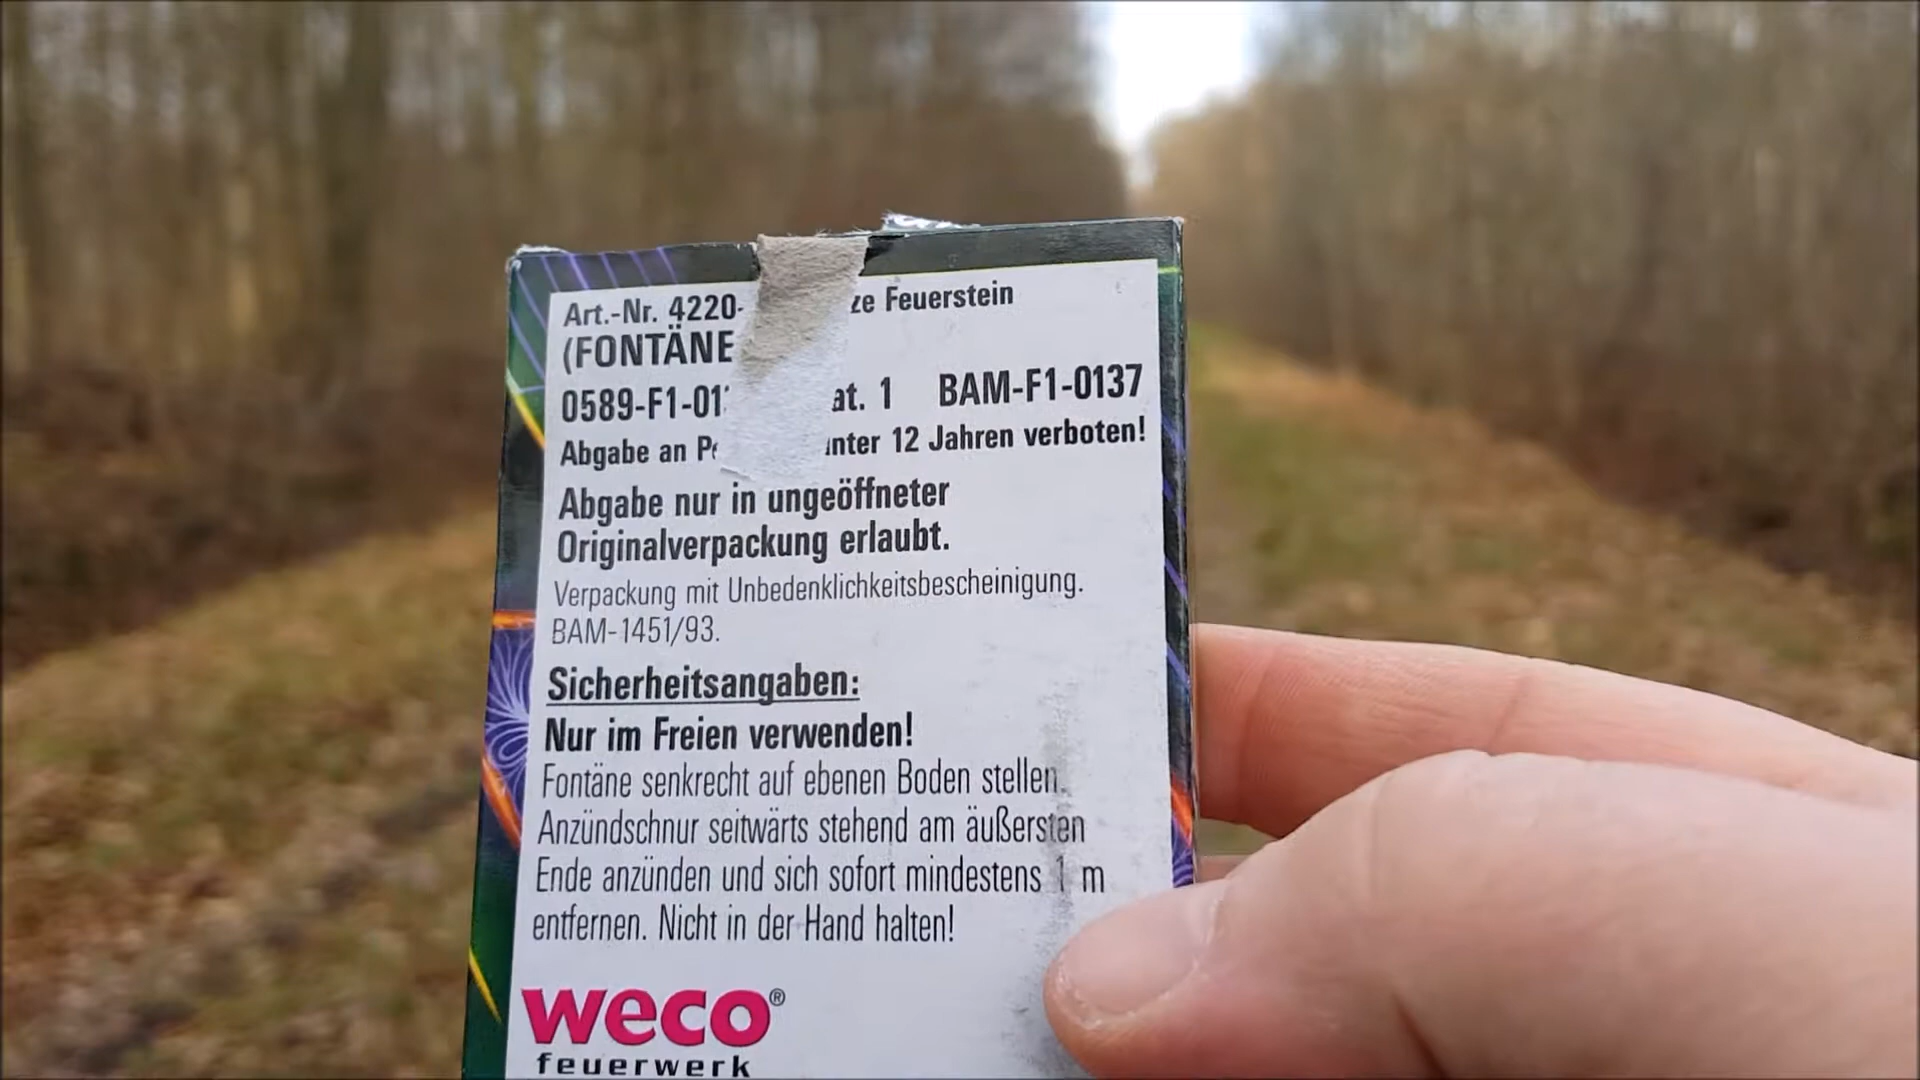 Art.-Nr. 4220- Feuerstein
(FONTÄNE
0589-F1-01 1 BAM-F1-0137
Abgabe an 12 Jahren verboten!
Abgabe nur in ungeöffneter
Originalverpackung erlaubt.
Verpackung mit Unbedenklichkeitsbescheinigung.
BAM-1451/93.
Sicherheitsangaben:
Nur im Freien verwenden!
Fontäne senkrecht auf ebenen Boden stellen.
Anzündschnur seitwärts stehend am äußersten
Ende anzünden und sich sofort mindestens 1 m
entfernen. Nicht in der Hand halten!
weco®
feuerwerk